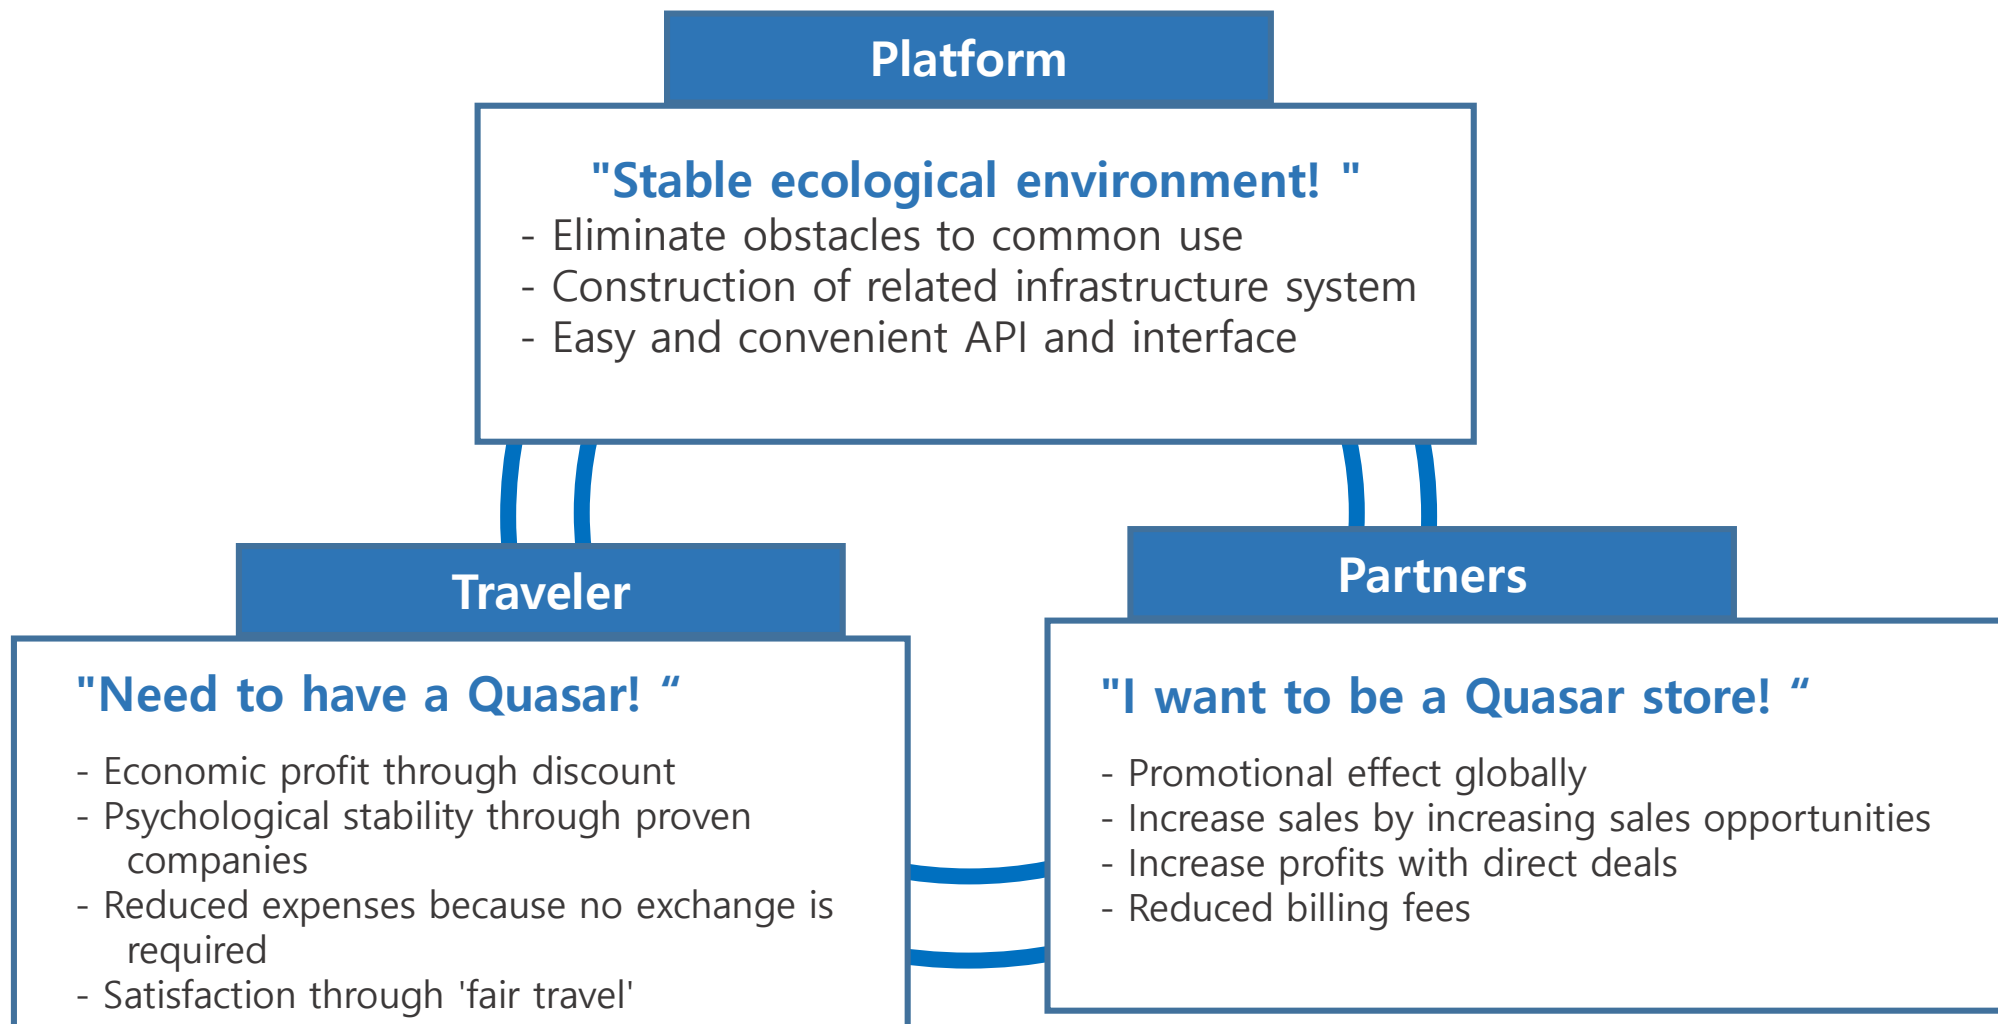 Platform
"Stable ecological environment! "
- Eliminate obstacles to common use
- Construction of related infrastructure system
- Easy and convenient API and interface
Traveler
"Need to have a Quasar! “
- Economic profit through discount
- Psychological stability through proven
companies
- Reduced expenses because no exchange is
required
- Satisfaction through 'fair travel'
Partners
"I want to be a Quasar store! “
- Promotional effect globally
- Increase sales by increasing sales opportunities
- Increase profits with direct deals
- Reduced billing fees